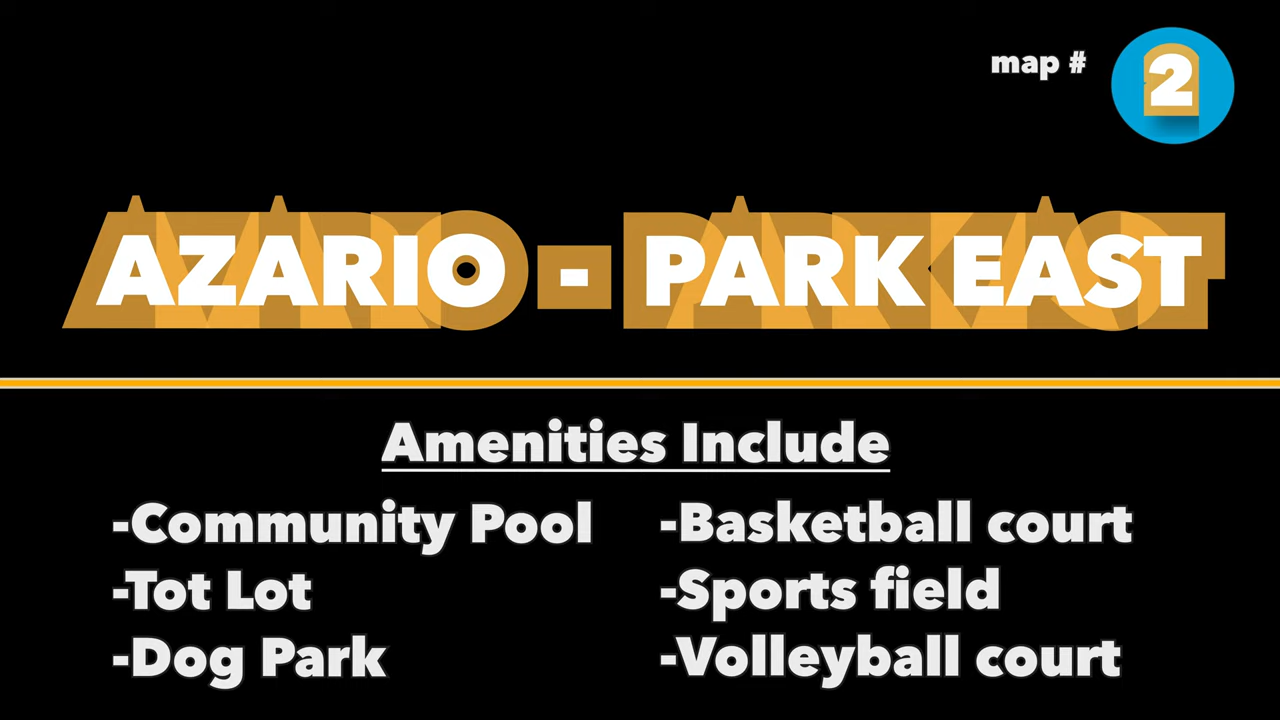 map # 2
AZARIO - PARK EAST
Amenities Include
-Community Pool
-Tot Lot
-Dog Park
-Basketball court
-Sports field
-Volleyball court